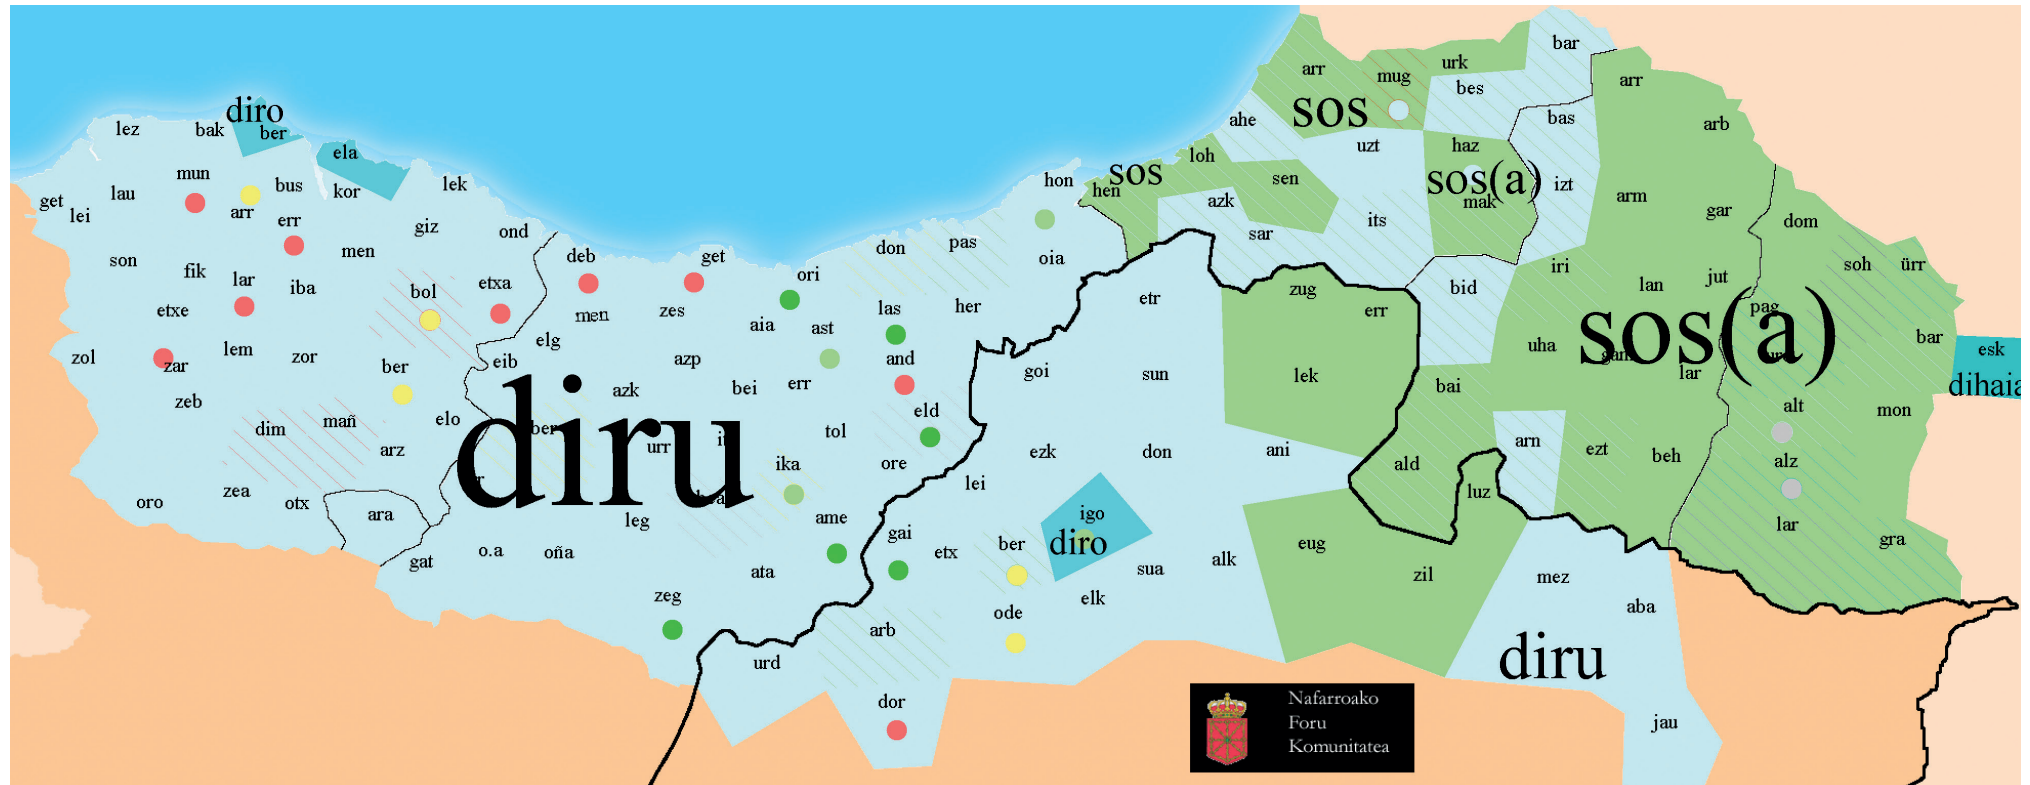 diro
lez
bak
ber
mun
ela
get
lau
bus
kor
lek
lei
arr
err
giz
ond
son
fik
men
lar
iba
bol
etxa
etxe
zol
zar
lem
zor
ber
zeb
dim
mañ
elo
arz
oro
zea
otx
ara
gat
deb
get
ori
don
pas
hon
oia
men
zes
aia
ast
las
her
elg
eib
azp
bei
err
and
azk
diru
ber
urr
tol
eld
ika
ore
leg
ame
o.a
oña
ata
zeg
urd
gai
etx
lei
goi
sun
etr
ezk
don
ani
igo
diro
ber
ode
elk
sua
alk
arb
dor
zug
err
lek
eug
zil
mez
aba
diru
jau
sos
hen
loh
ahe
sen
azk
sar
arr
mug
urk
sos
bes
bar
uzt
haz
sos(a)
mak
its
bas
izt
bid
arr
arb
arm
gar
iri
lan
jut
dom
soh
ürr
sos(a)
pag
uha
lar
bar
bai
esk
dihaia
arn
ezt
beh
ald
luz
alt
mon
alz
lar
gra
Nafarroako
Foru
Komunitatea